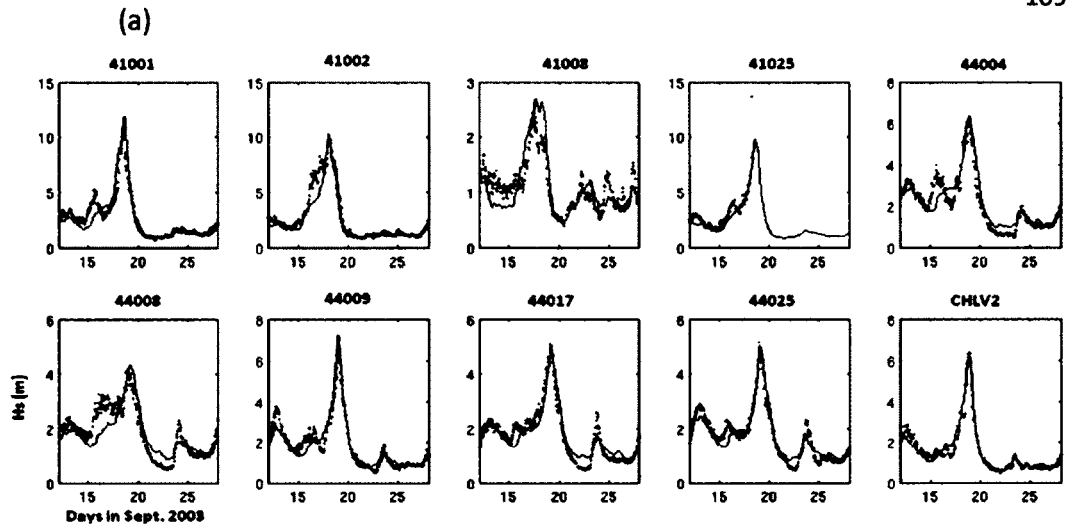 169
(a)
41001 41002 41008 41025 44004
15 15 3 15 8
10 10 2 10 6
4
5 5 1 5 2
0 0 0 0 0
15 20 25 15 20 25 15 20 25 15 20 25 15 20 25
44008 44009 44017 44025 CHLV2
6 8 6 6 8
4 6 4 4 6
4 4
2 2 2 2 2
0 0 0 0 0
Hs (m)
15 20 25 15 20 25 15 20 25 15 20 25 15 20 25
Days in Sept. 2003